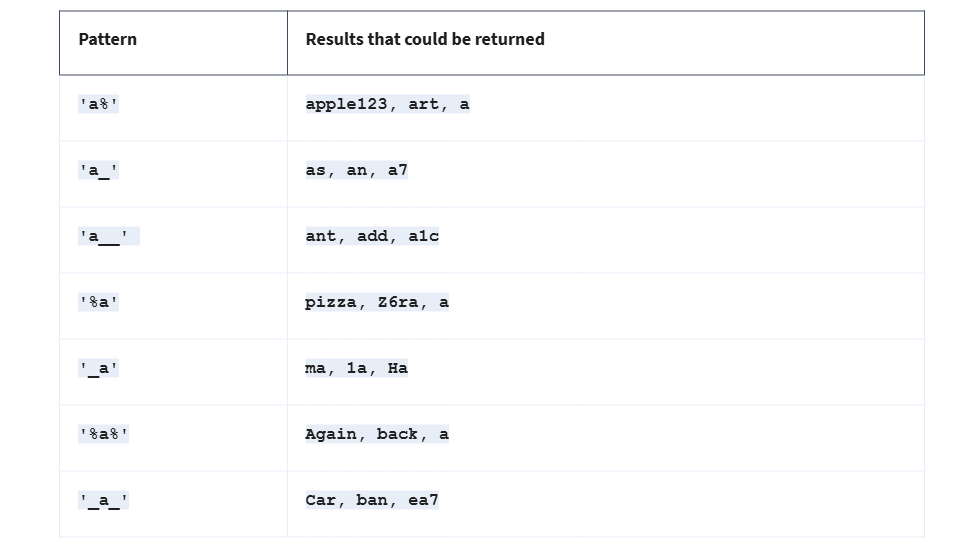 Pattern Results that could be returned
'a%' apple123, art, a
'a_' as, an, a7
'a__' ant, add, a1c
'%a' pizza, Z6ra, a
'_a' ma, 1a, Ha
'%a%' Again, back, a
'_a_' Car, ban, ea7